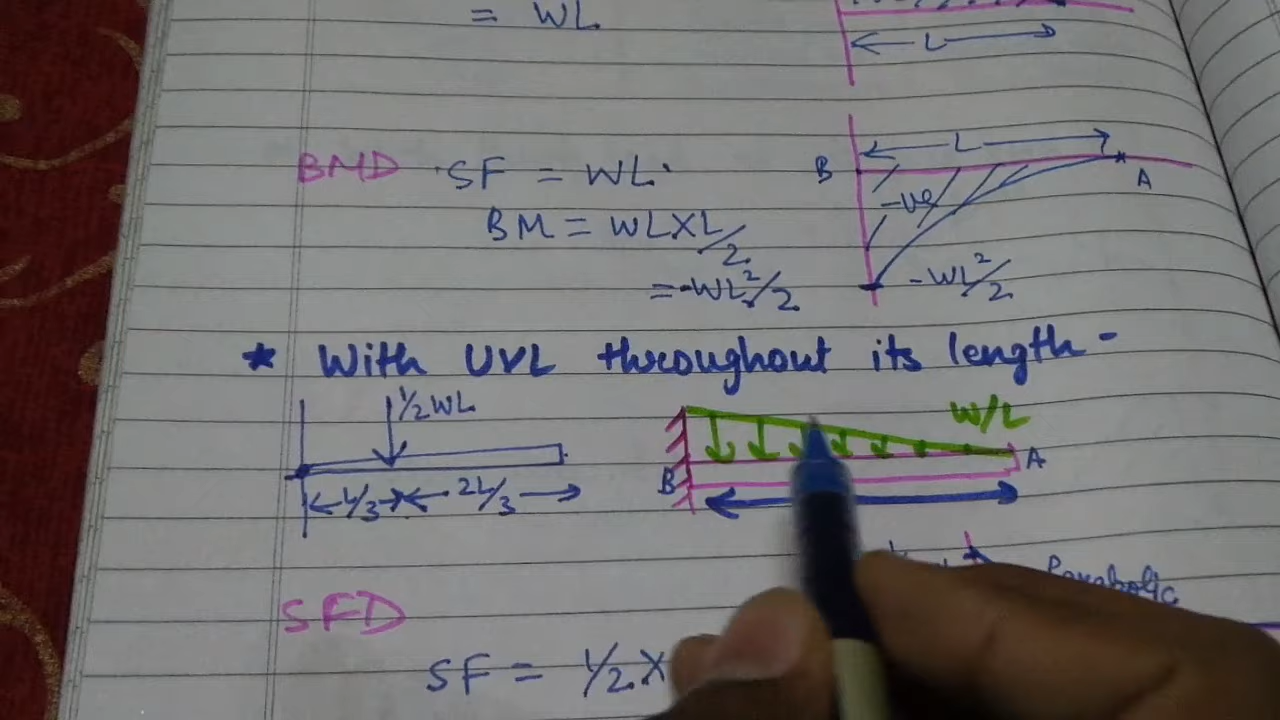 = WL
L
BMD SF = WL
BM = WL×L/2
= -WL²/2
L
B
A
-ve
-WL²/2
* With UVL throughout its length -
1/2 WL
L/3 2L/3
W/L
B
A
SFD
SF = 1/2 ×
Parabolic